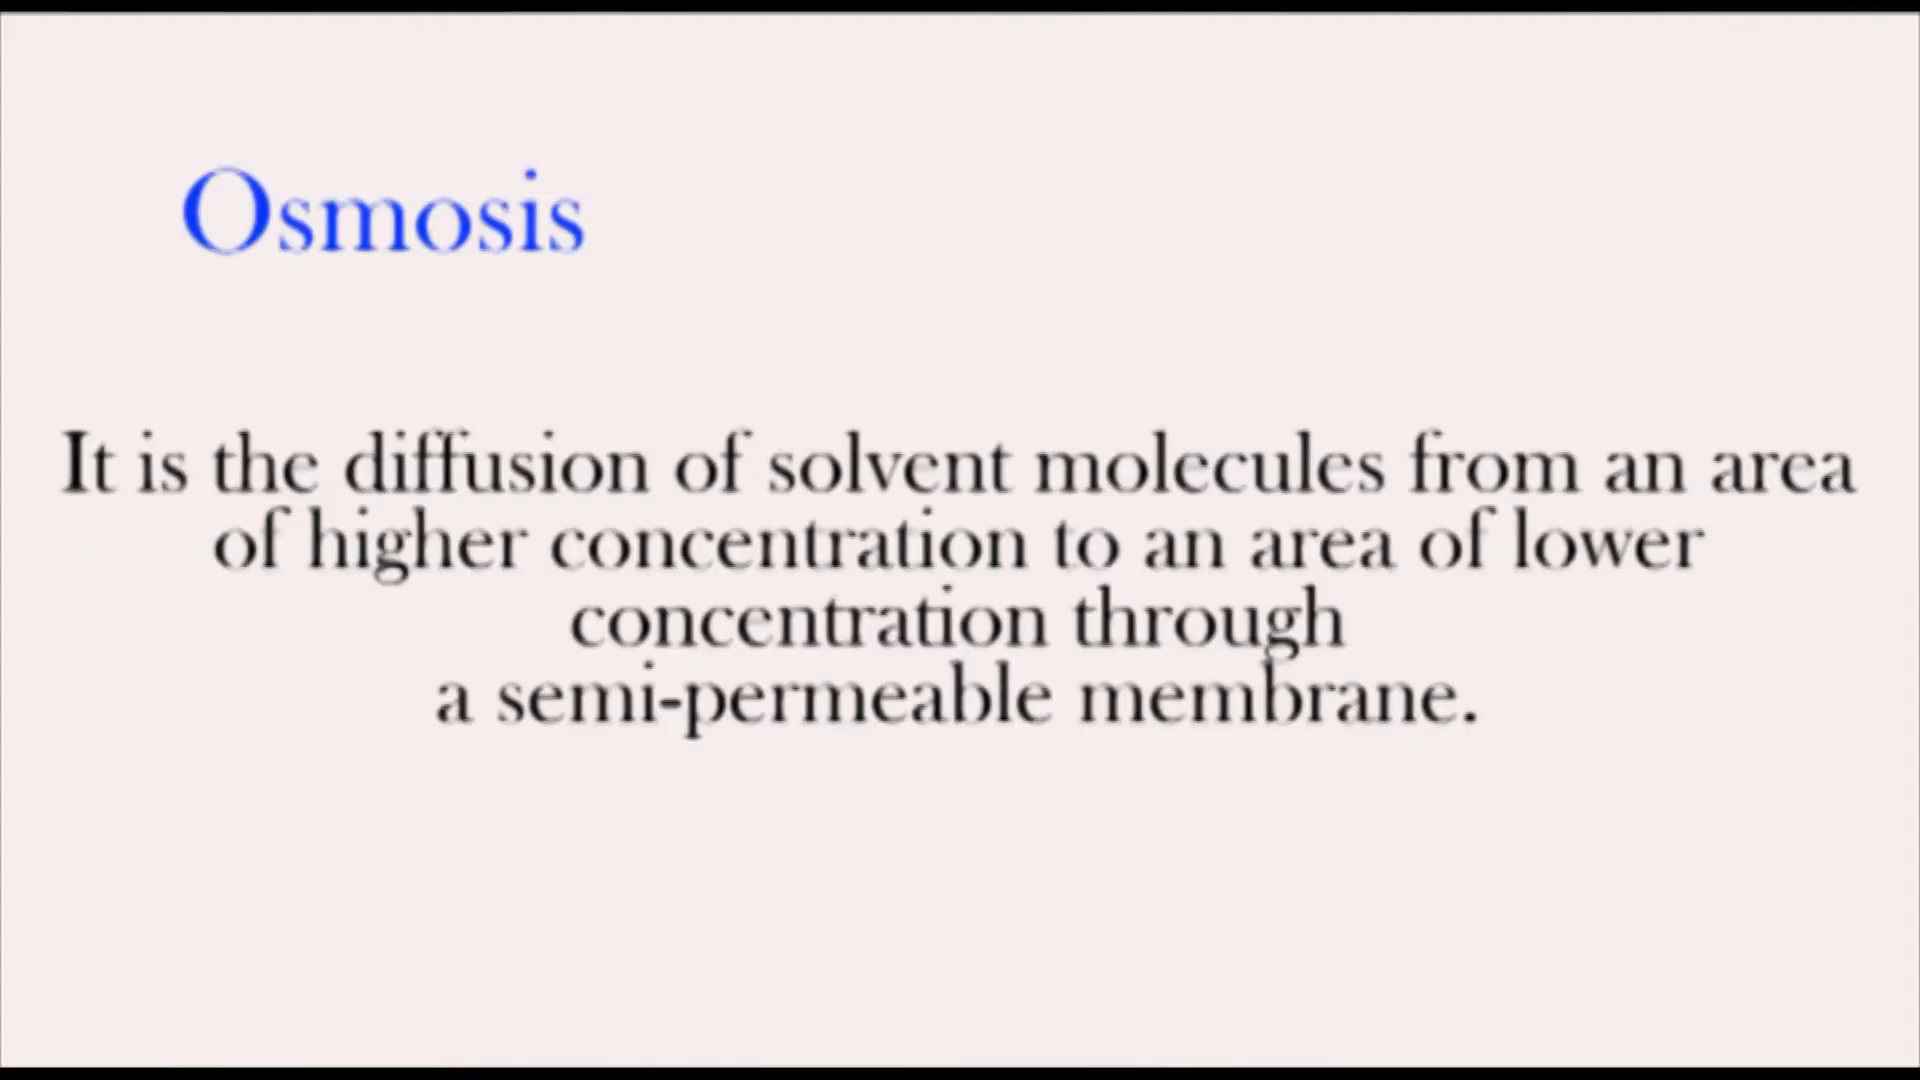 Osmosis
It is the diffusion of solvent molecules from an area
of higher concentration to an area of lower
concentration through
a semi-permeable membrane.